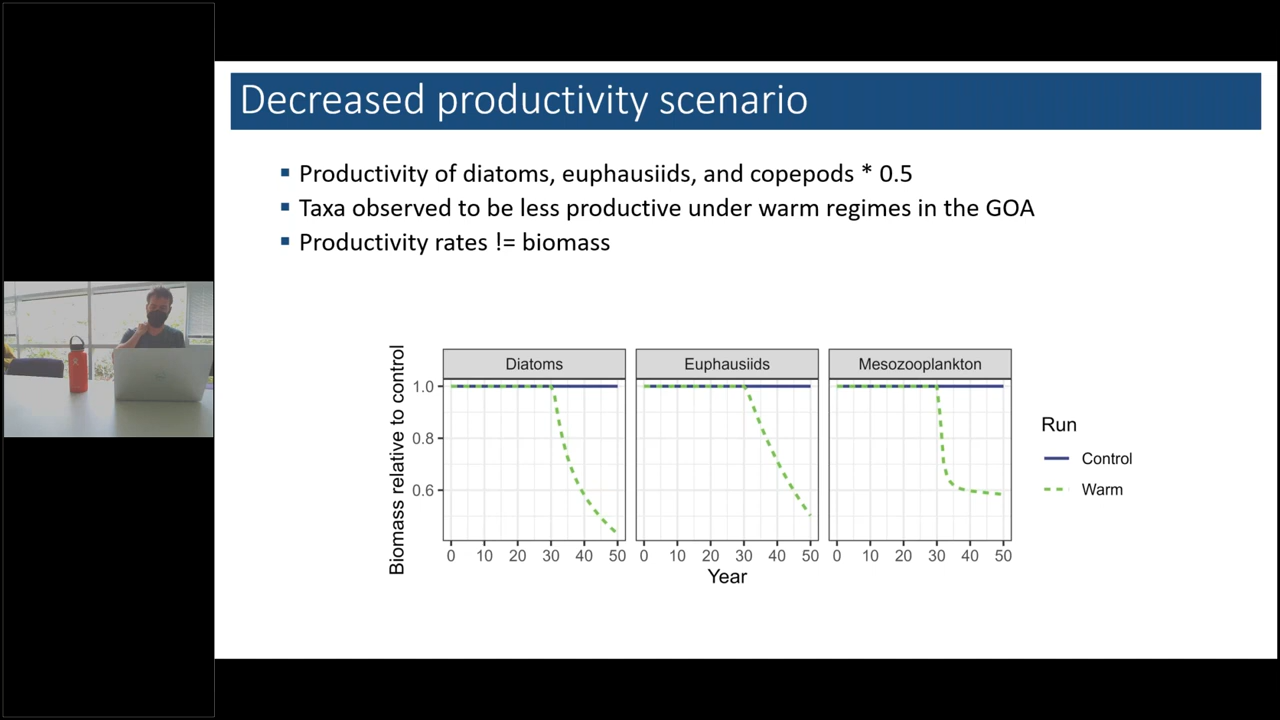 Decreased productivity scenario
Productivity of diatoms, euphausiids, and copepods * 0.5
Taxa observed to be less productive under warm regimes in the GOA
Productivity rates != biomass
Biomass relative to control
Diatoms Euphausiids Mesozooplankton
1.0
0.8
0.6
0 10 20 30 40 50 0 10 20 30 40 50 0 10 20 30 40 50
Year
Run
Control
Warm